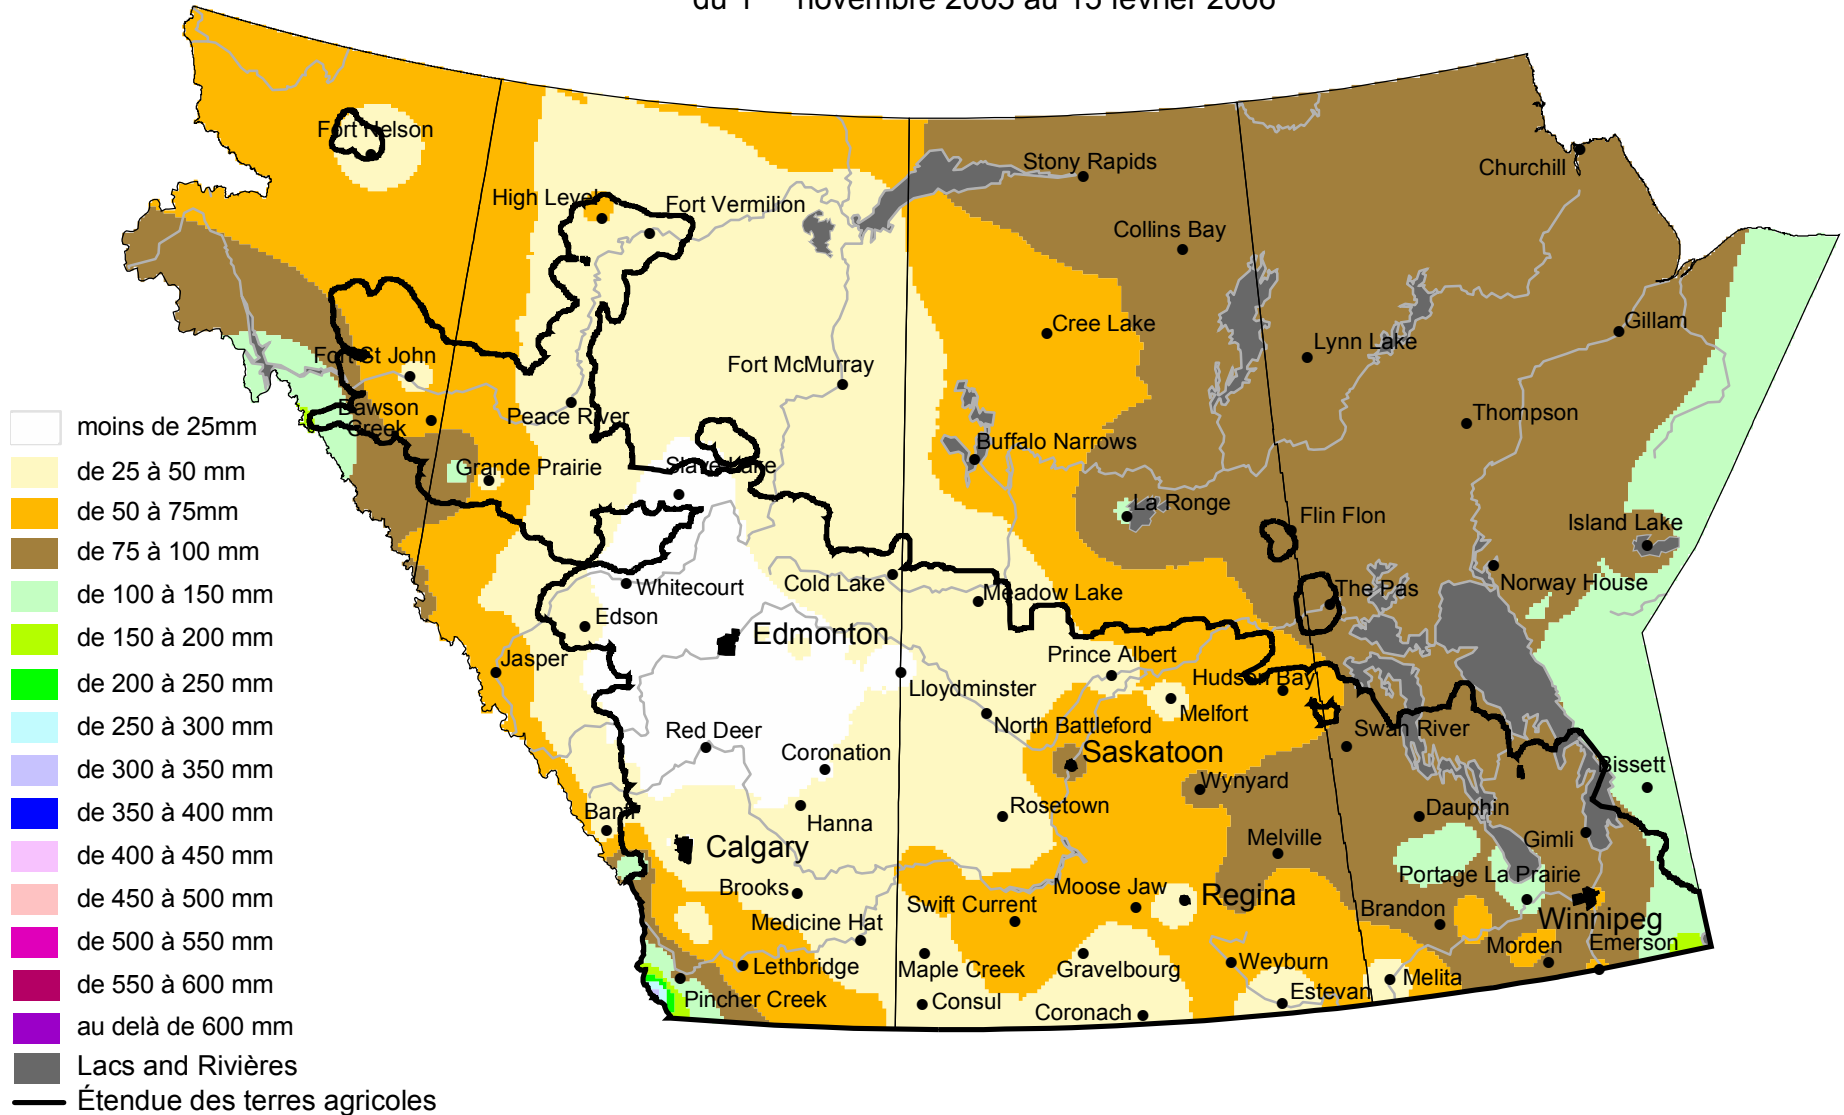 du 1 novembre 2005 au 15 février 2006
Fort Nelson
High Level
Fort Vermilion
Stony Rapids
Churchill
Collins Bay
Cree Lake
Gillam
Lynn Lake
Fort St John
Fort McMurray
Dawson
Creek
Peace River
Thompson
Buffalo Narrows
Grande Prairie
Slave Lake
La Ronge
Flin Flon
Island Lake
Whitecourt
Cold Lake
Meadow Lake
The Pas
Norway House
Edson
Edmonton
Jasper
Prince Albert
Hudson Bay
Lloydminster
North Battleford
Melfort
Red Deer
Coronation
Saskatoon
Swan River
Bissett
Wynyard
Banff
Hanna
Rosetown
Dauphin
Gimli
Calgary
Melville
Portage La Prairie
Brooks
Moose Jaw
Regina
Medicine Hat
Swift Current
Brandon
Winnipeg
Morden
Emerson
Lethbridge
Maple Creek
Gravelbourg
Weyburn
Melita
Pincher Creek
Consul
Coronach
Estevan
moins de 25mm
de 25 à 50 mm
de 50 à 75mm
de 75 à 100 mm
de 100 à 150 mm
de 150 à 200 mm
de 200 à 250 mm
de 250 à 300 mm
de 300 à 350 mm
de 350 à 400 mm
de 400 à 450 mm
de 450 à 500 mm
de 500 à 550 mm
de 550 à 600 mm
au delà de 600 mm
Lacs and Rivières
Étendue des terres agricoles